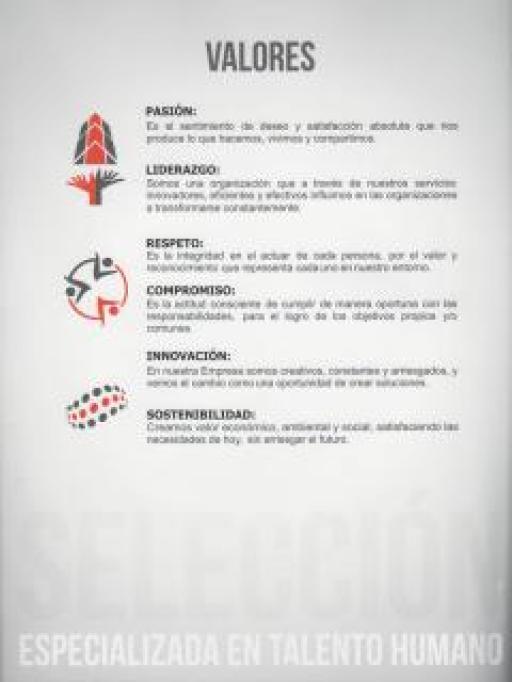 VALORES
PASIÓN:
Es el sentimiento de deseo y satisfacción absoluta que nos
produce lo que hacemos, vivimos y compartimos.
LIDERAZGO:
Somos una organización que a través de nuestros servicios
innovadores, eficientes y efectivos influimos en las organizaciones
a transformarse constantemente.
RESPETO:
Es la integridad en el actuar de cada persona, por el valor y
reconocimiento que representa cada uno en nuestro entorno.
COMPROMISO:
Es la actitud consciente de cumplir de manera oportuna con las
responsabilidades, para el logro de los objetivos propios y/o
comunes.
INNOVACIÓN:
En nuestra Empresa somos creativos, constantes y arriesgados, y
vemos el cambio como una oportunidad de crear soluciones.
SOSTENIBILIDAD:
Creamos valor económico, ambiental y social, satisfaciendo las
necesidades de hoy, sin arriesgar el futuro.
SELECCIÓN
ESPECIALIZADA EN TALENTO HUMANO